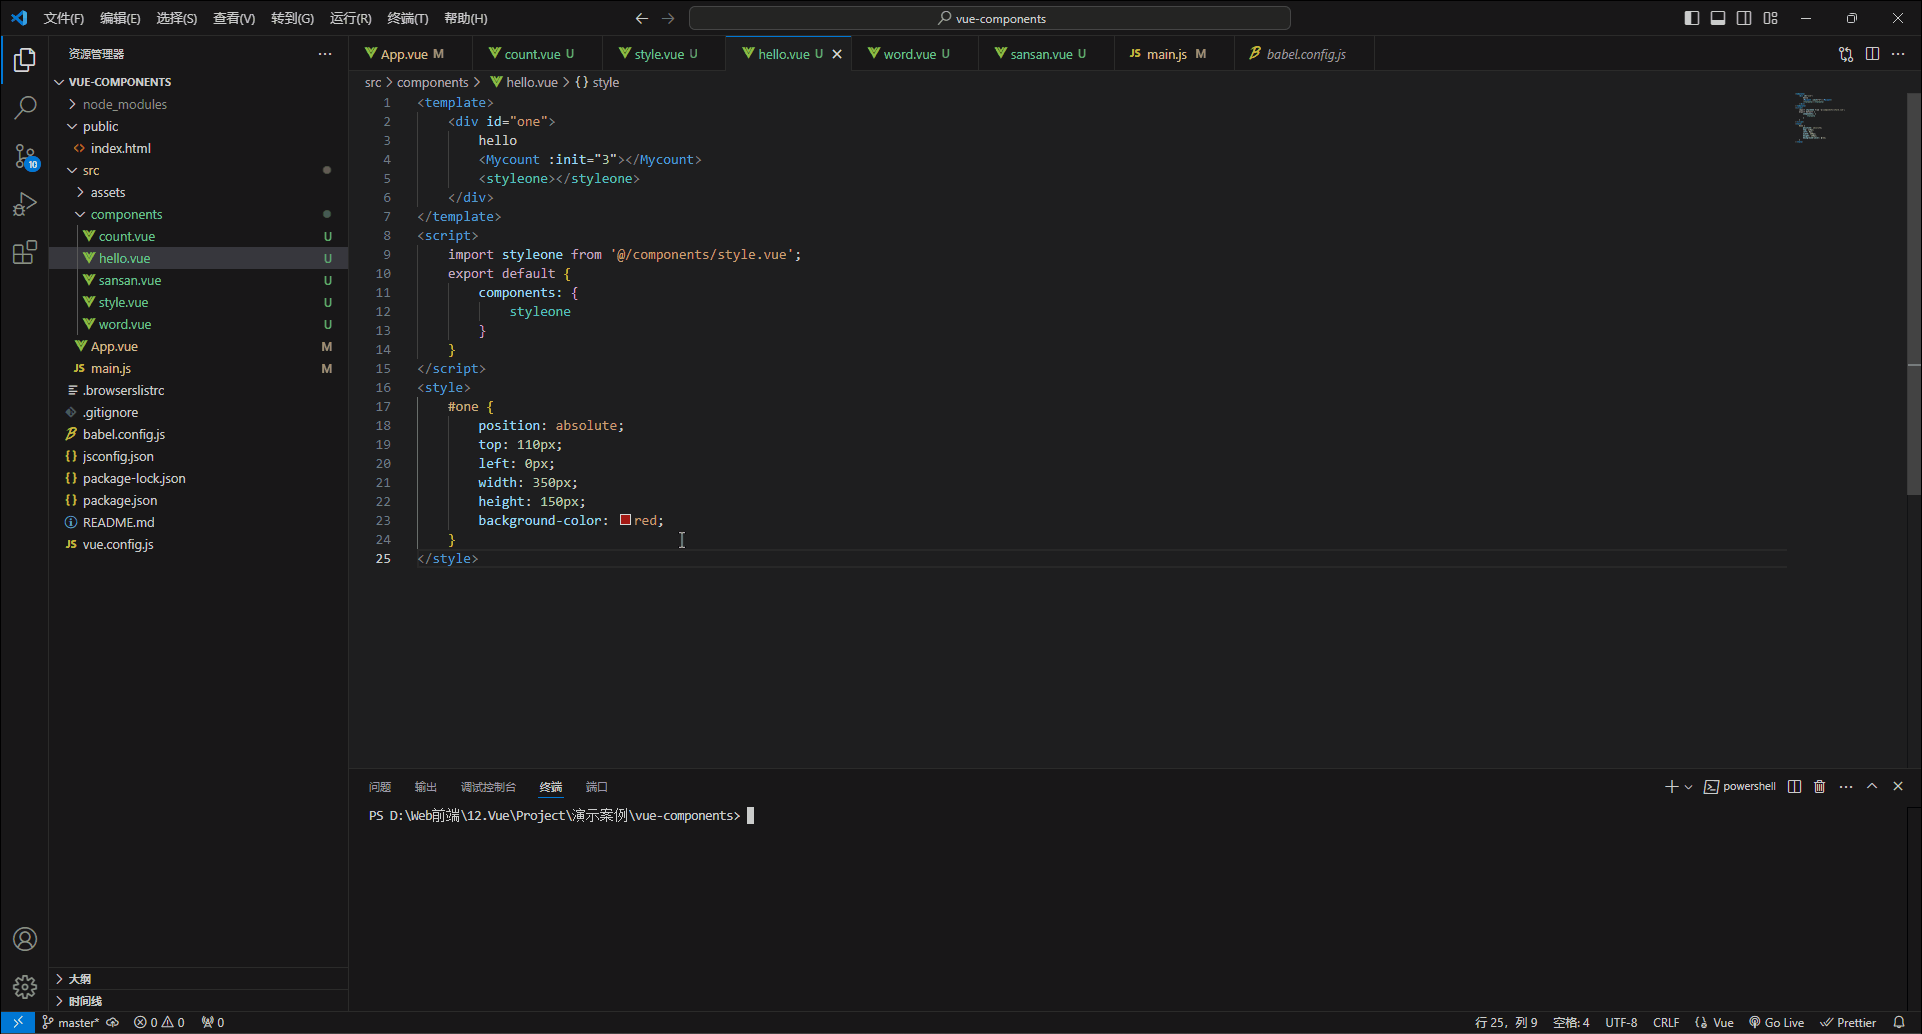 文件(F) 编辑(E) 选择(S) 查看(V) 转到(G) 运行(R) 终端(T) 帮助(H) vue-components
资源管理器
App.vue M count.vue U style.vue U hello.vue U word.vue U sansan.vue U JS main.js M babel.config.js
src > components > hello.vue > {} style
VUE-COMPONENTS
node_modules
public
index.html
src
assets
components
count.vue U
hello.vue U
sansan.vue U
style.vue U
word.vue U
App.vue M
JS main.js M
.browserslistrc
.gitignore
babel.config.js
{} jsconfig.json
{} package-lock.json
{} package.json
README.md
JS vue.config.js
大纲
时间线
10
1 <template>
2 <div id="one">
3 hello
4 <Mycount :init="3"></Mycount>
5 <styleone></styleone>
6 </div>
7 </template>
8 <script>
9 import styleone from '@/components/style.vue';
10 export default {
11 components: {
12 styleone
13 }
14 }
15 </script>
16 <style>
17 #one {
18 position: absolute;
19 top: 110px;
20 left: 0px;
21 width: 350px;
22 height: 150px;
23 background-color: red;
24 }
25 </style>
问题 输出 调试控制台 终端 端口 powershell
PS D:\Web前端\12.Vue\Project\演示案例\vue-components>
master* 0 0 0 行 25，列 9 空格: 4 UTF-8 CRLF {} Vue Go Live Prettier